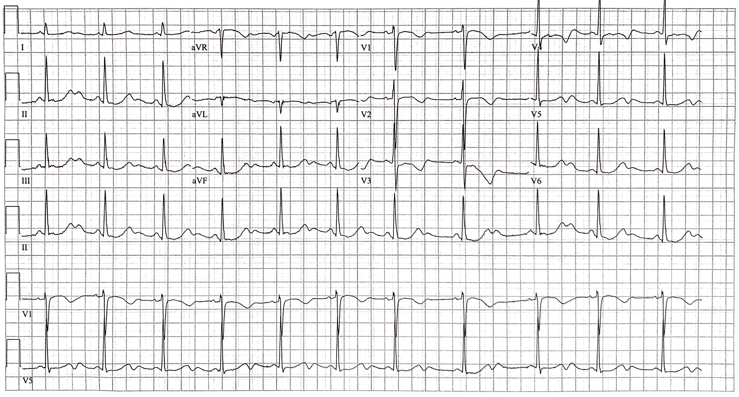 I aVR V1 V4
II aVL V2 V5
III aVF V3 V6
II
V1
V5